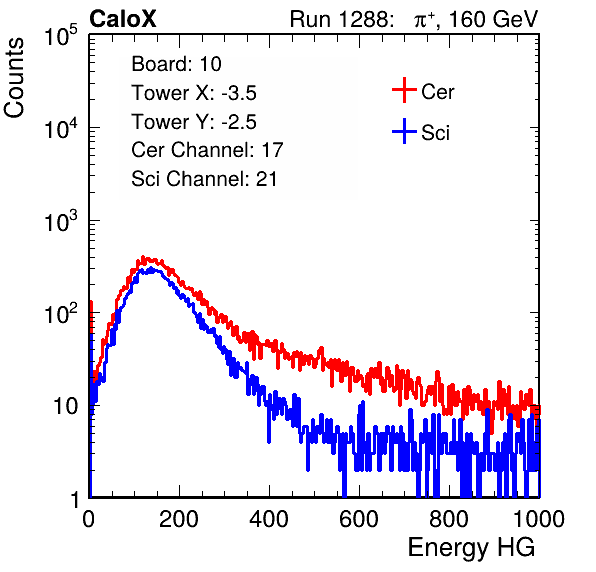 CaloX Run 1288: π⁺, 160 GeV
Counts
10⁵
10⁴
10³
10²
10
1
Board: 10
Tower X: -3.5
Tower Y: -2.5
Cer Channel: 17
Sci Channel: 21
Cer
Sci
0 200 400 600 800 1000
Energy HG